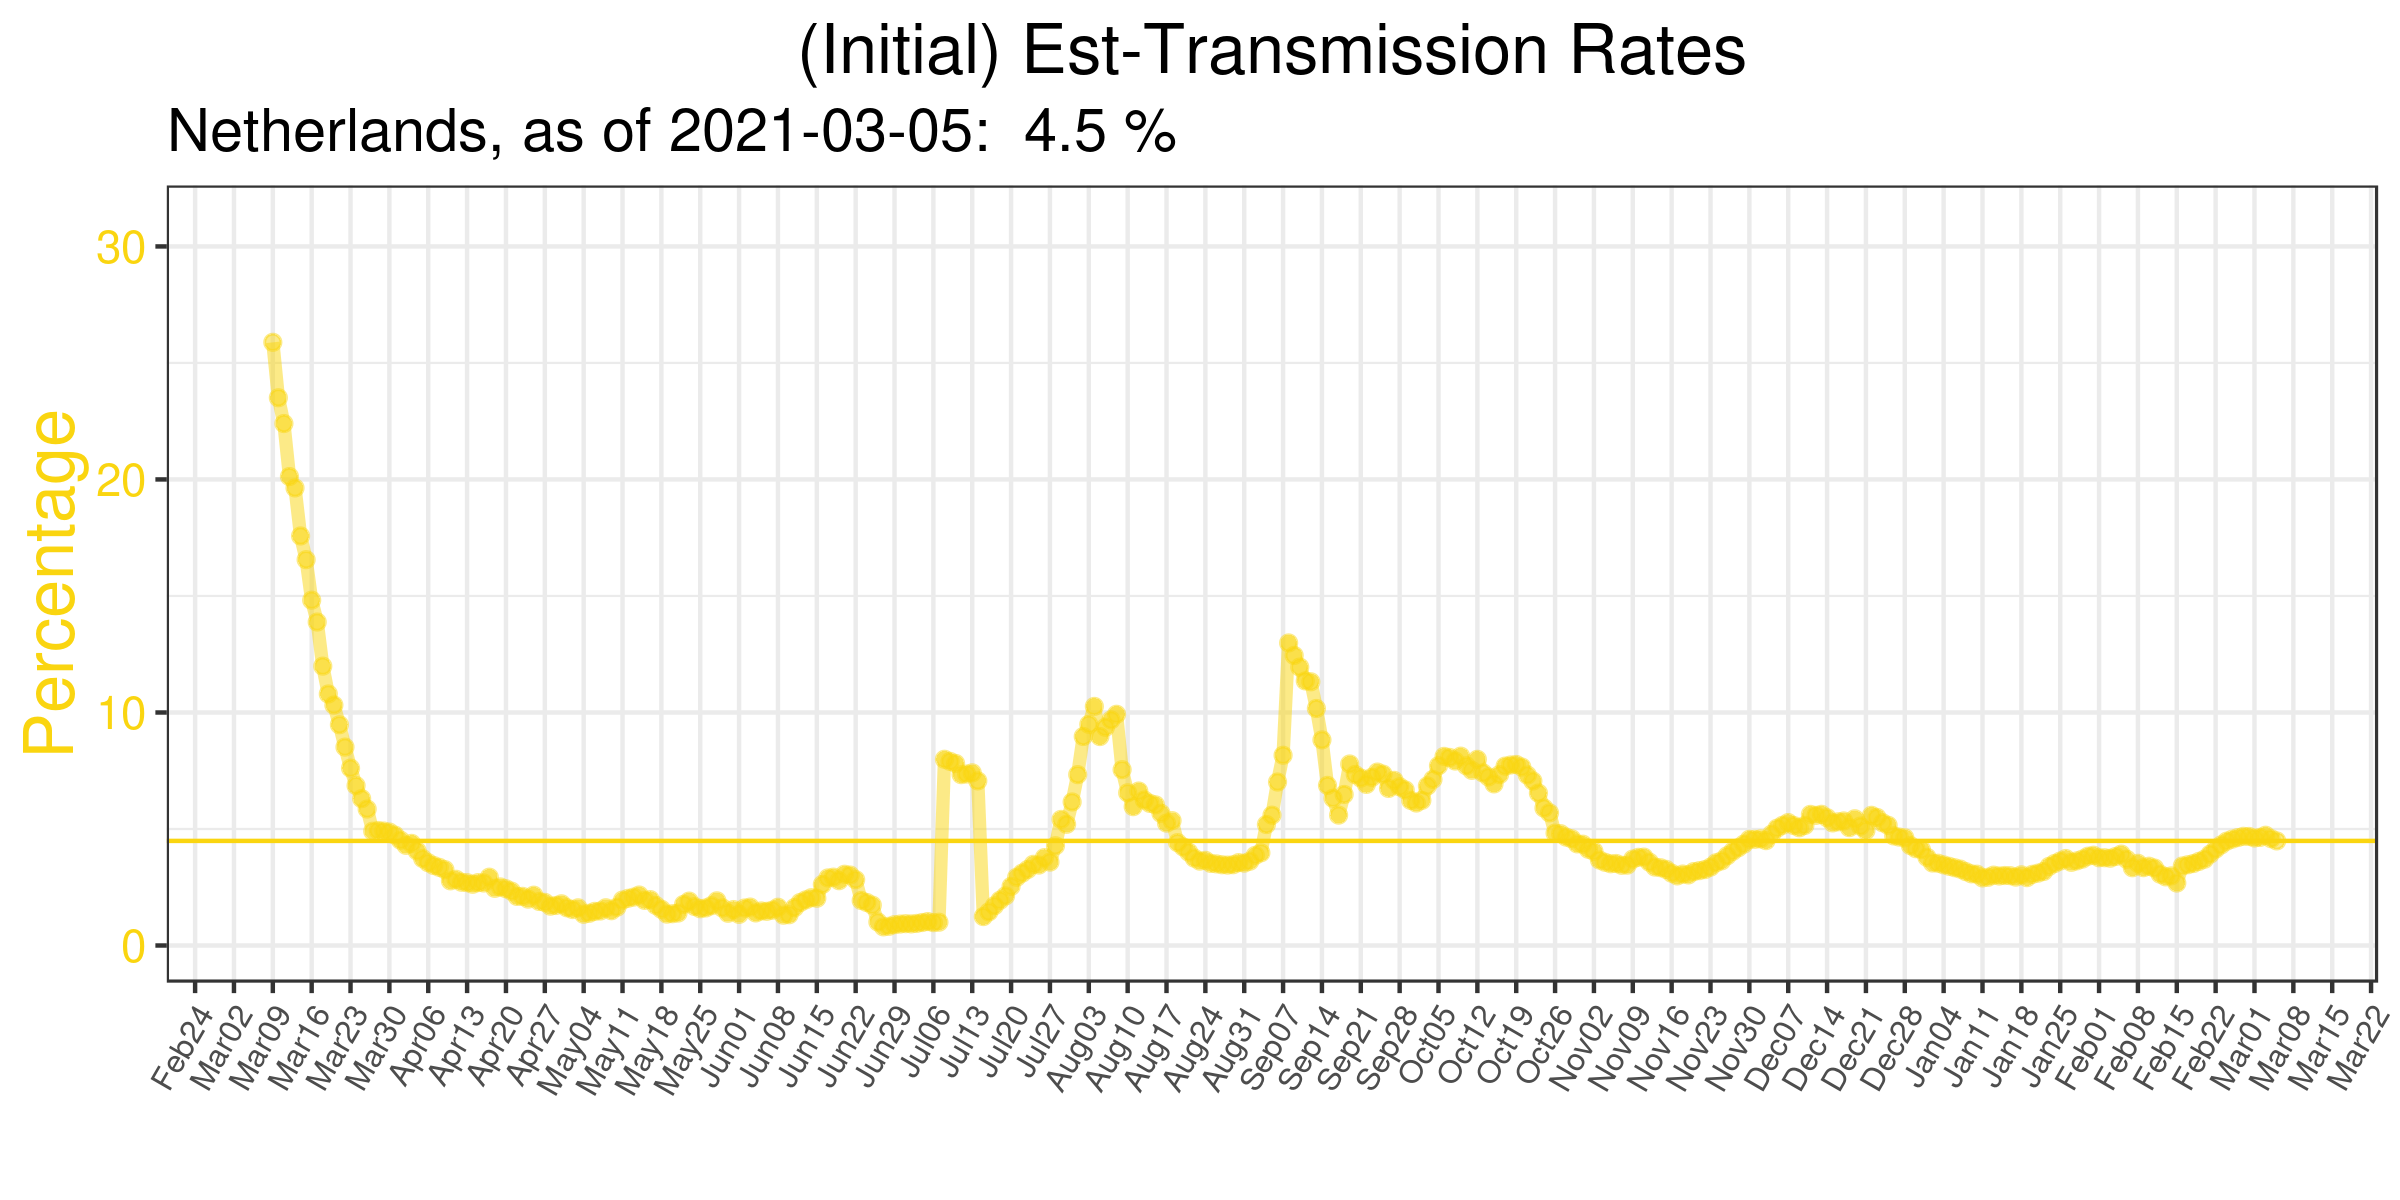 (Initial) Est-Transmission Rates
Netherlands, as of 2021-03-05:  4.5 %
Percentage
30
20
10
0
Feb24
Mar02
Mar09
Mar16
Mar23
Mar30
Apr06
Apr13
Apr20
Apr27
May04
May11
May18
May25
Jun01
Jun08
Jun15
Jun22
Jun29
Jul06
Jul13
Jul20
Jul27
Aug03
Aug10
Aug17
Aug24
Aug31
Sep07
Sep14
Sep21
Sep28
Oct05
Oct12
Oct19
Oct26
Nov02
Nov09
Nov16
Nov23
Nov30
Dec07
Dec14
Dec21
Dec28
Jan04
Jan11
Jan18
Jan25
Feb01
Feb08
Feb15
Feb22
Mar01
Mar08
Mar15
Mar22